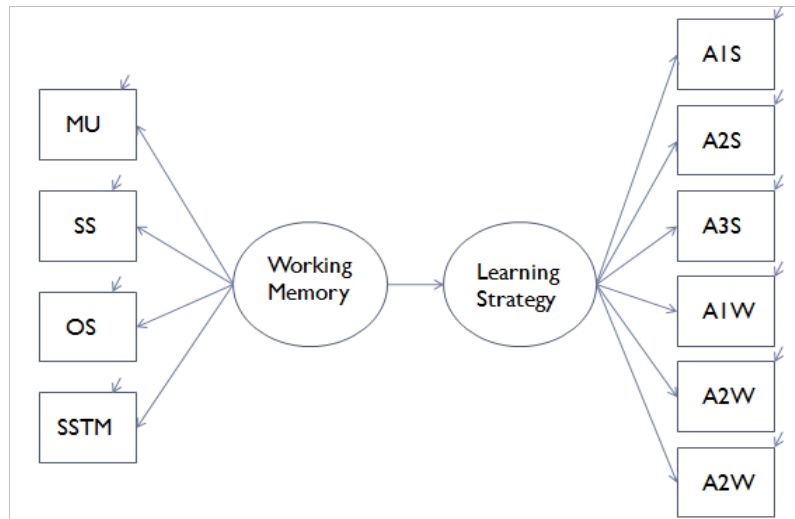 MU
SS
OS
SSTM
Working
Memory
Learning
Strategy
A1S
A2S
A3S
A1W
A2W
A2W